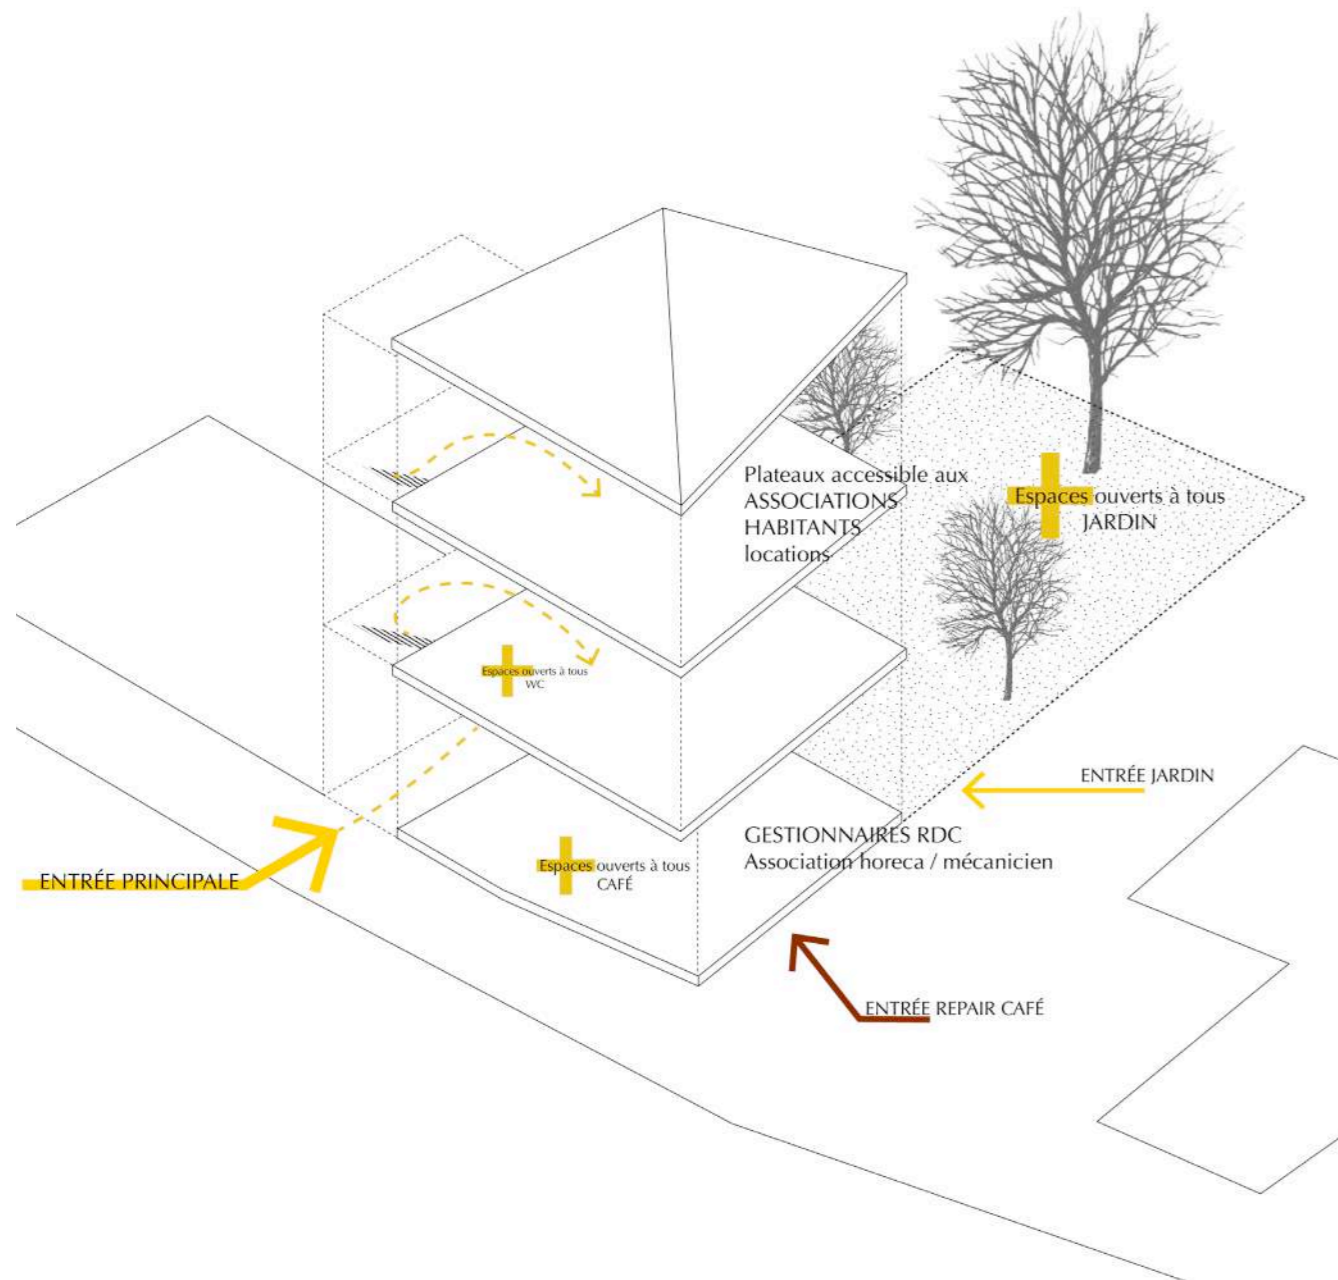 Plateaux accessible aux
ASSOCIATIONS
HABITANTS
locations
Espaces ouverts à tous
JARDIN
Espaces ouverts à tous
WC
ENTRÉE JARDIN
GESTIONNAIRES RDC
Association horeca / mécanicien
Espaces ouverts à tous
CAFÉ
ENTRÉE PRINCIPALE
ENTRÉE REPAIR CAFÉ